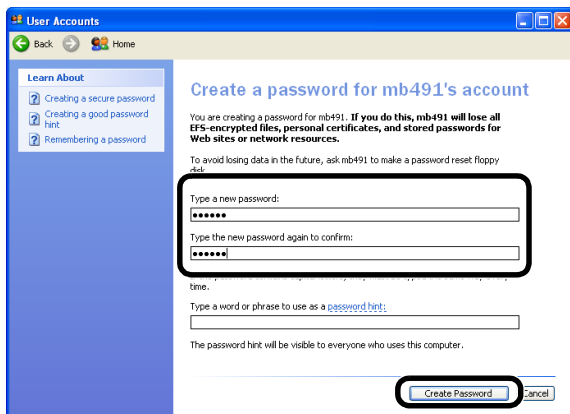 User Accounts
Back Home
Learn About
Creating a secure password
Creating a good password
hint
Remembering a password
Create a password for mb491's account
You are creating a password for mb491. If you do this, mb491 will lose all
EFS-encrypted files, personal certificates, and stored passwords for
Web sites or network resources.
To avoid losing data in the future, ask mb491 to make a password reset floppy
disk.
Type a new password:
●●●●●●
Type the new password again to confirm:
●●●●●●
time.
Type a word or phrase to use as a password hint:
The password hint will be visible to everyone who uses this computer.
Create Password Cancel